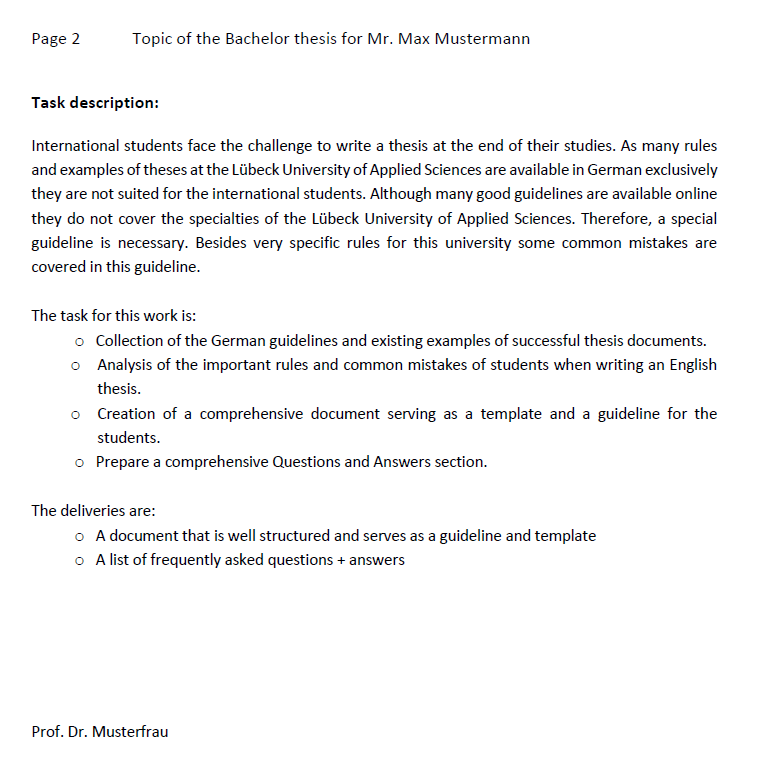 Page 2 Topic of the Bachelor thesis for Mr. Max Mustermann
Task description:
International students face the challenge to write a thesis at the end of their studies. As many rules
and examples of theses at the Lübeck University of Applied Sciences are available in German exclusively
they are not suited for the international students. Although many good guidelines are available online
they do not cover the specialties of the Lübeck University of Applied Sciences. Therefore, a special
guideline is necessary. Besides very specific rules for this university some common mistakes are
covered in this guideline.
The task for this work is:
o Collection of the German guidelines and existing examples of successful thesis documents.
o Analysis of the important rules and common mistakes of students when writing an English
thesis.
o Creation of a comprehensive document serving as a template and a guideline for the
students.
o Prepare a comprehensive Questions and Answers section.
The deliveries are:
o A document that is well structured and serves as a guideline and template
o A list of frequently asked questions + answers
Prof. Dr. Musterfrau